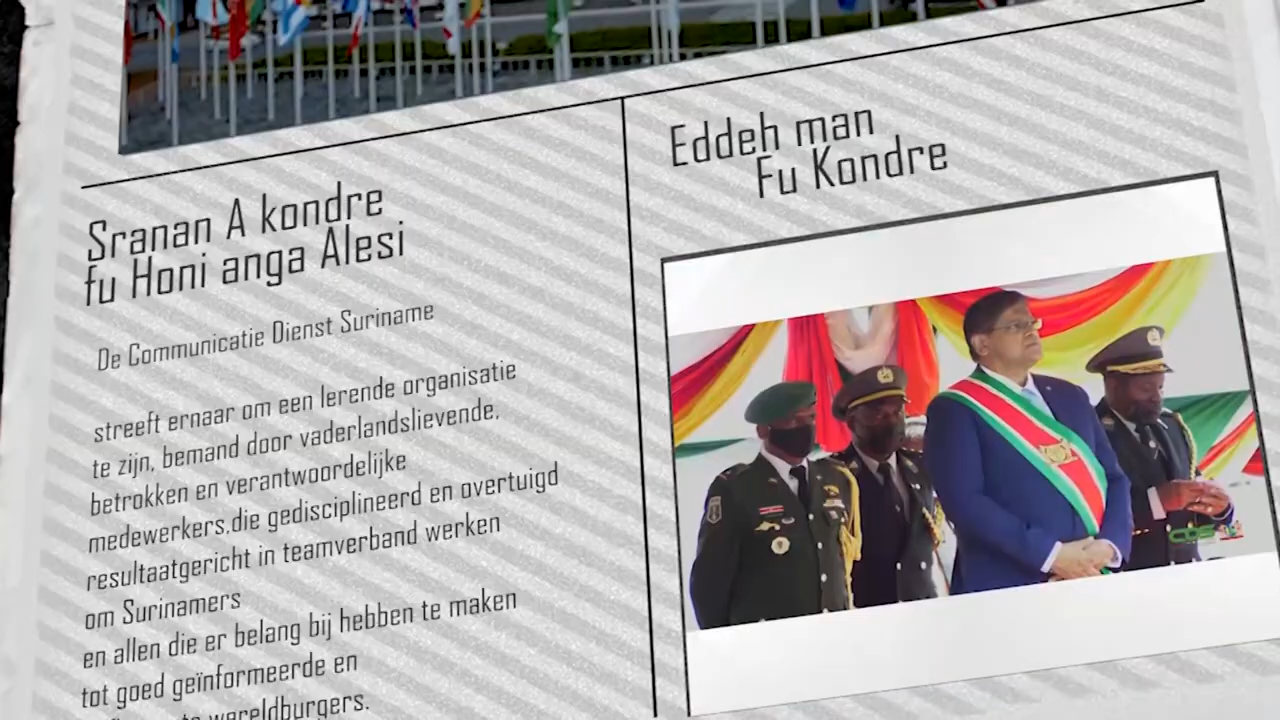 Sranan A kondre
fu Honi anga Alesi
De Communicatie Dienst Suriname
streeft ernaar om een lerende organisatie
te zijn, bemand door vaderlandslievende,
betrokken en verantwoordelijke
medewerkers,die gedisciplineerd en overtuigd
resultaatgericht in teamverband werken
om Surinamers
en allen die er belang bij hebben te maken
tot goed geïnformeerde en
wereldburgers.
Eddeh man
Fu Kondre